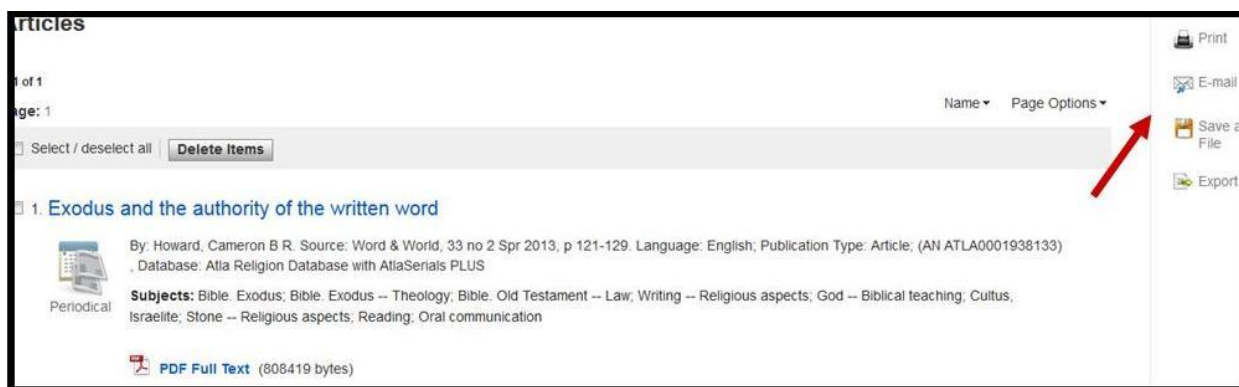 Articles
1 of 1
age: 1
Name Page Options
Select / deselect all Delete Items
1. Exodus and the authority of the written word
By: Howard, Cameron B R. Source: Word & World, 33 no 2 Spr 2013, p 121-129. Language: English; Publication Type: Article; (AN ATLA0001938133)
, Database: Atla Religion Database with AtlaSerials PLUS
Periodical
Subjects: Bible. Exodus; Bible. Exodus -- Theology; Bible. Old Testament -- Law; Writing -- Religious aspects; God -- Biblical teaching; Cultus,
Israelite; Stone -- Religious aspects; Reading; Oral communication
PDF Full Text (808419 bytes)
Print
E-mail
Save a
File
Export